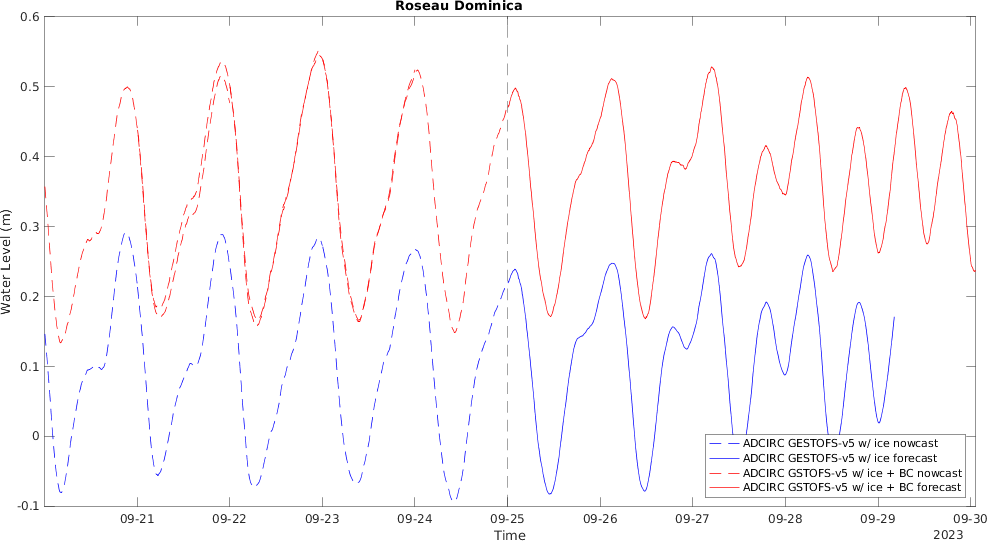 Roseau Dominica
Water Level (m)
0.6
0.5
0.4
0.3
0.2
0.1
0
-0.1
ADCIRC GESTOFS-v5 w/ ice nowcast
ADCIRC GESTOFS-v5 w/ ice forecast
ADCIRC GSTOFS-v5 w/ ice + BC nowcast
ADCIRC GSTOFS-v5 w/ ice + BC forecast
09-21 09-22 09-23 09-24 09-25 09-26 09-27 09-28 09-29 09-30
Time
2023